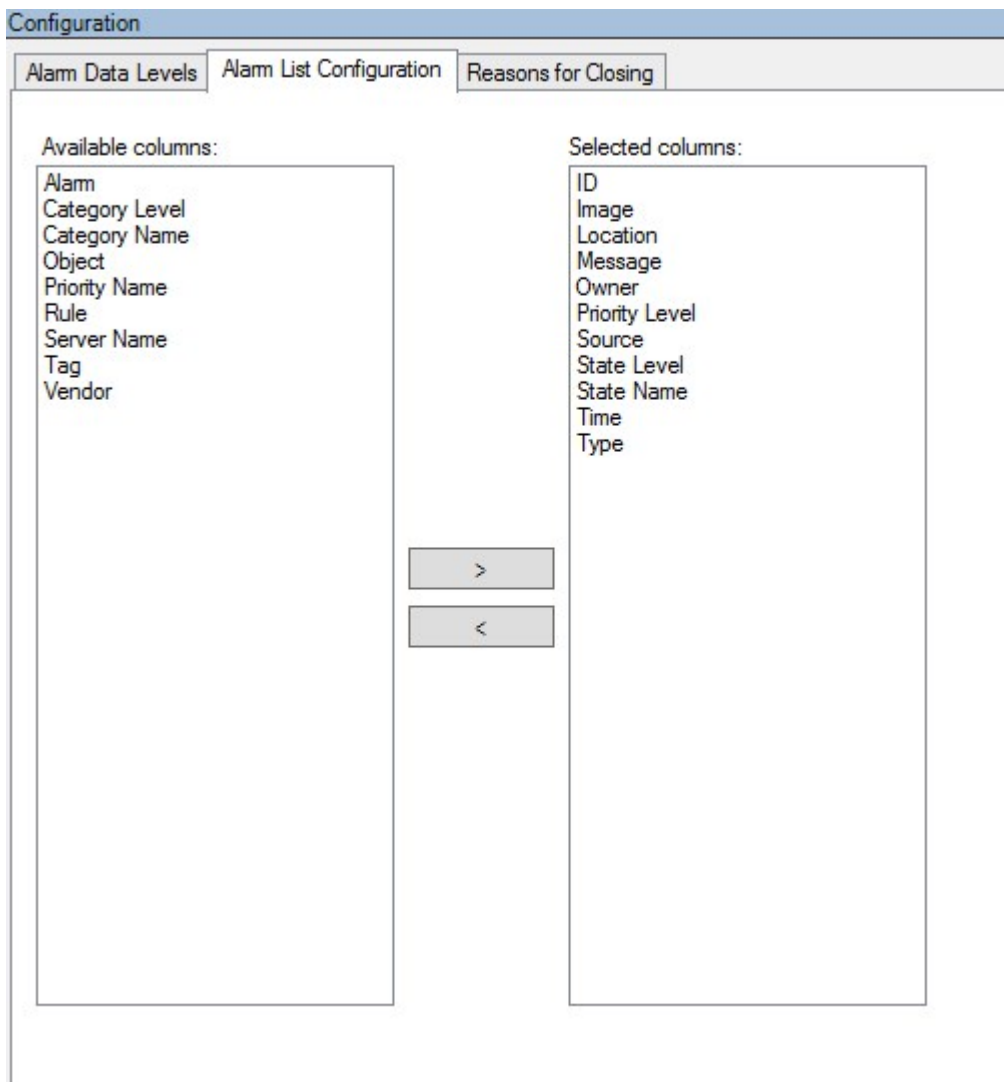 Configuration
Alarm Data Levels
Alarm List Configuration
Reasons for Closing
Available columns:
Alarm
Category Level
Category Name
Object
Priority Name
Rule
Server Name
Tag
Vendor
>
<
Selected columns:
ID
Image
Location
Message
Owner
Priority Level
Source
State Level
State Name
Time
Type